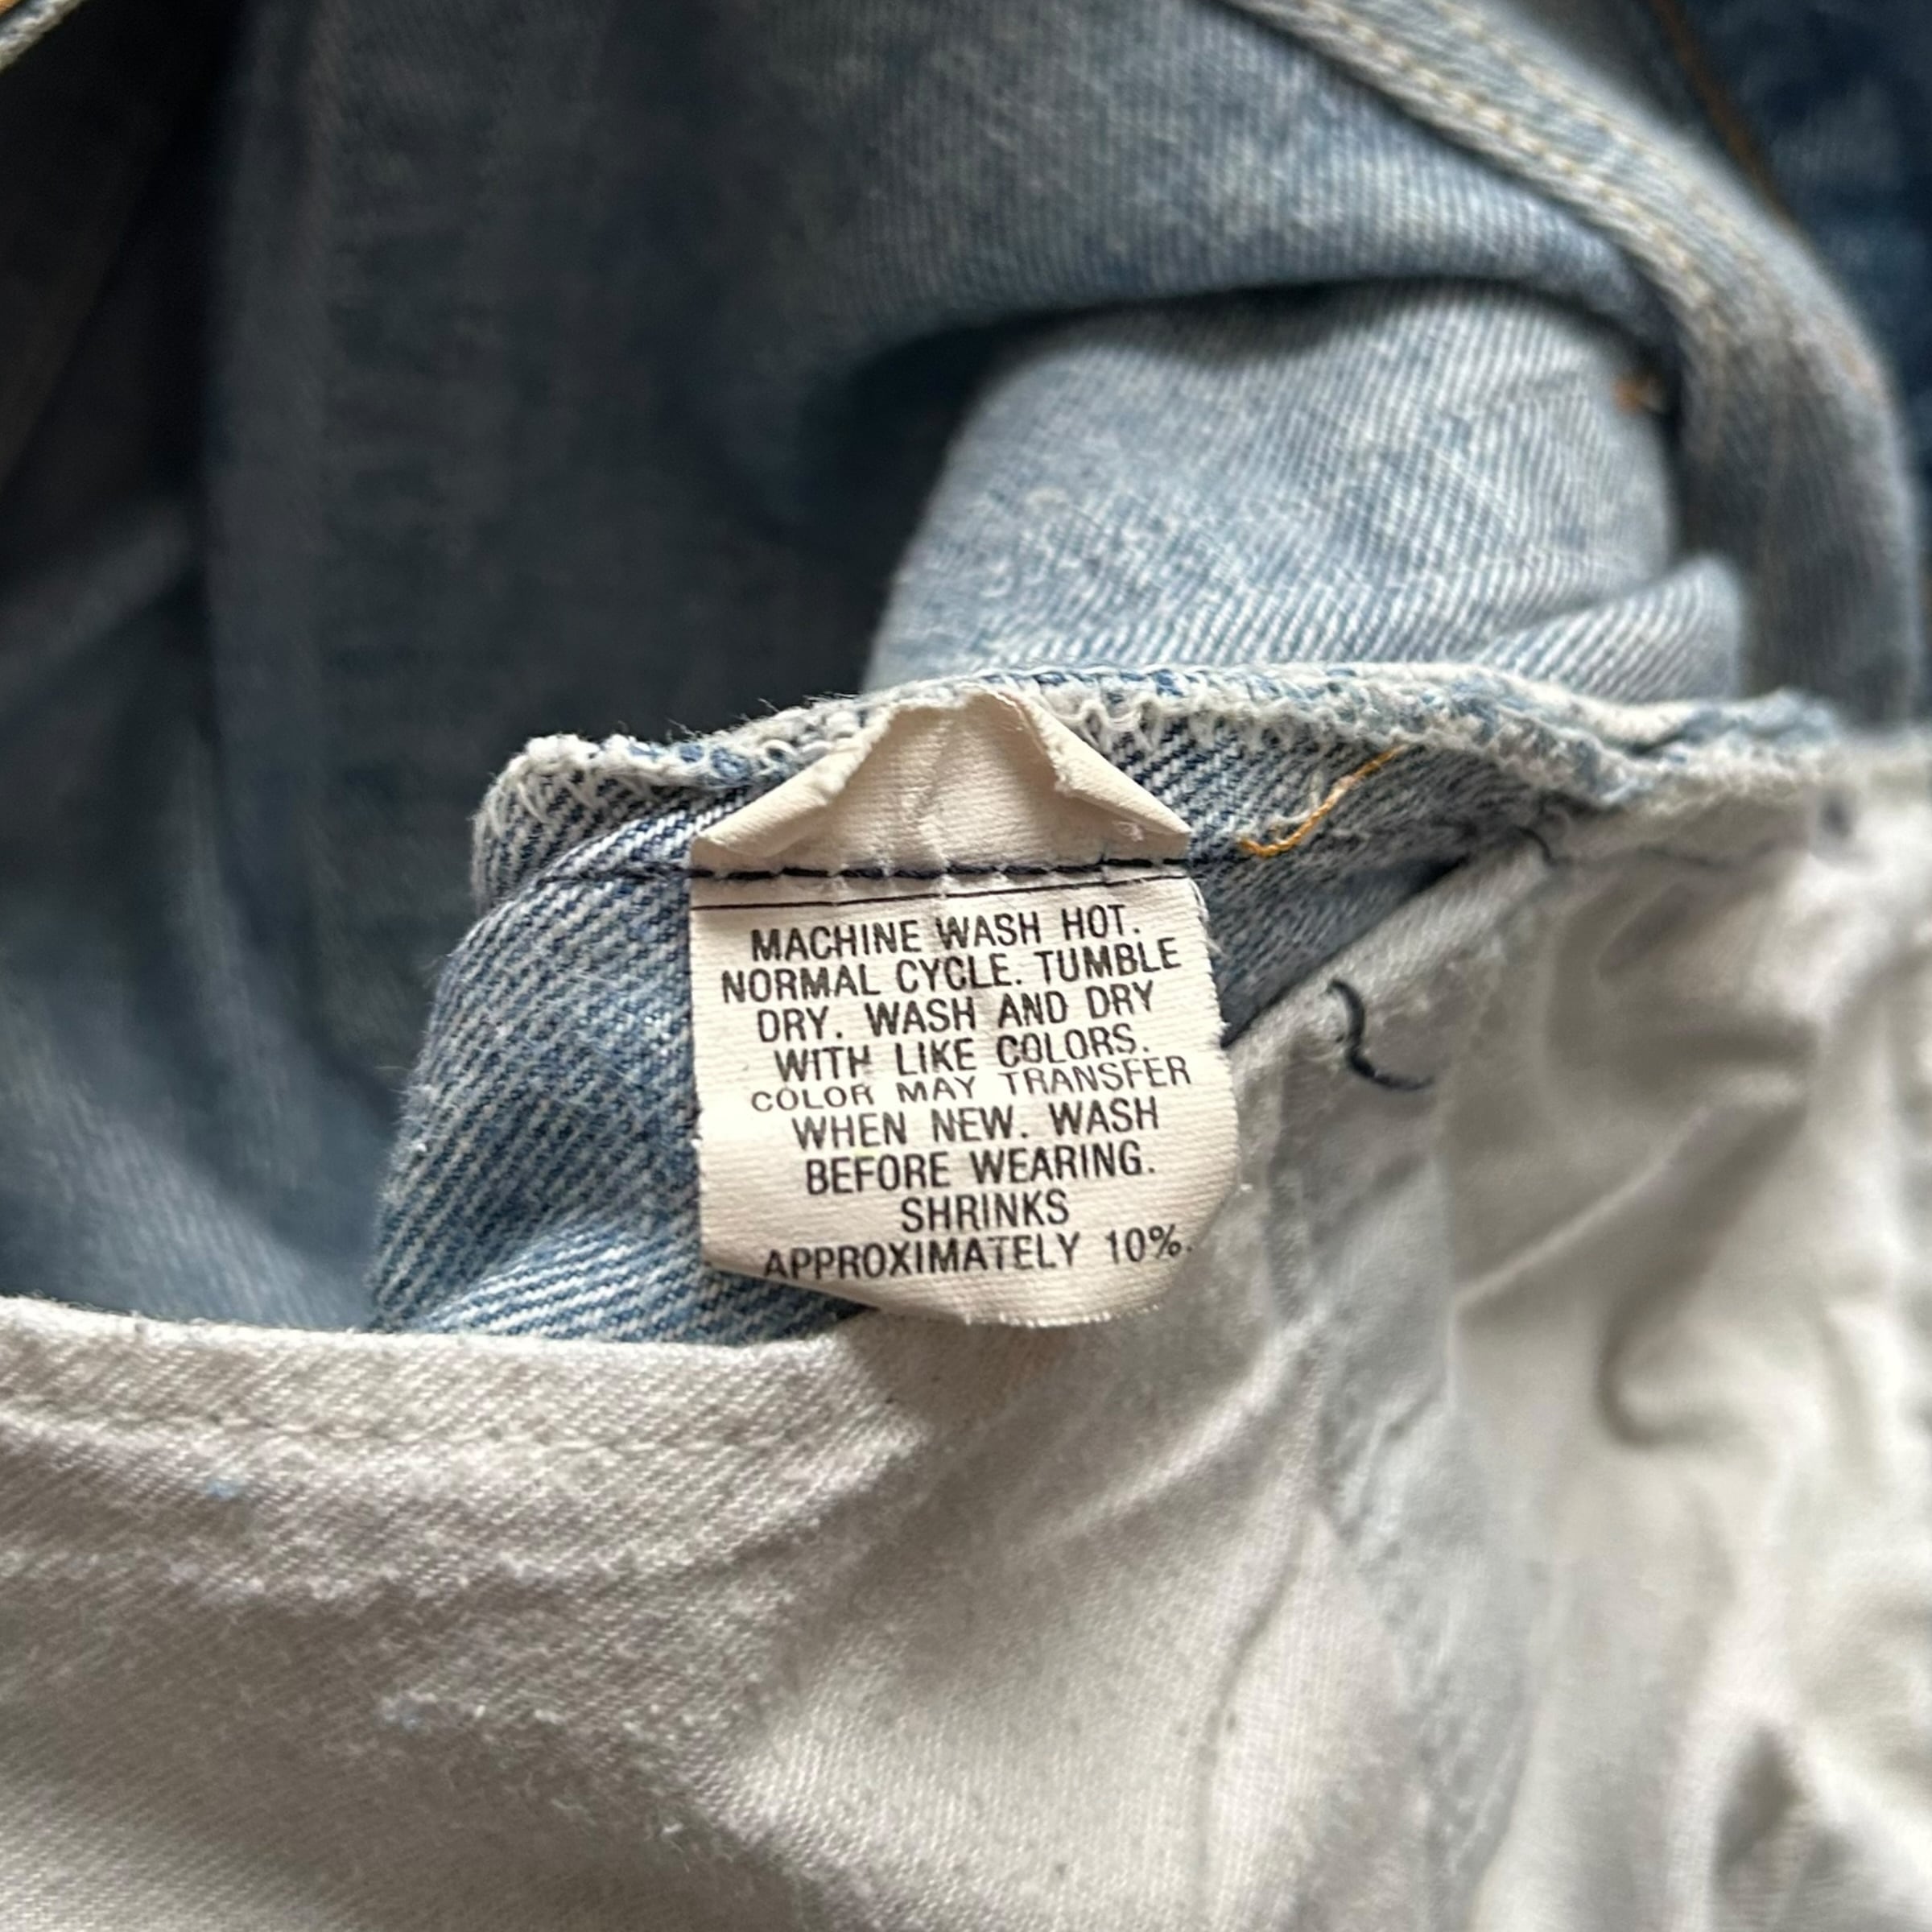 MACHINE WASH HOT.
NORMAL CYCLE. TUMBLE
DRY. WASH AND DRY
WITH LIKE COLORS.
COLOR MAY TRANSFER
WHEN NEW. WASH
BEFORE WEARING.
SHRINKS
APPROXIMATELY 10%.